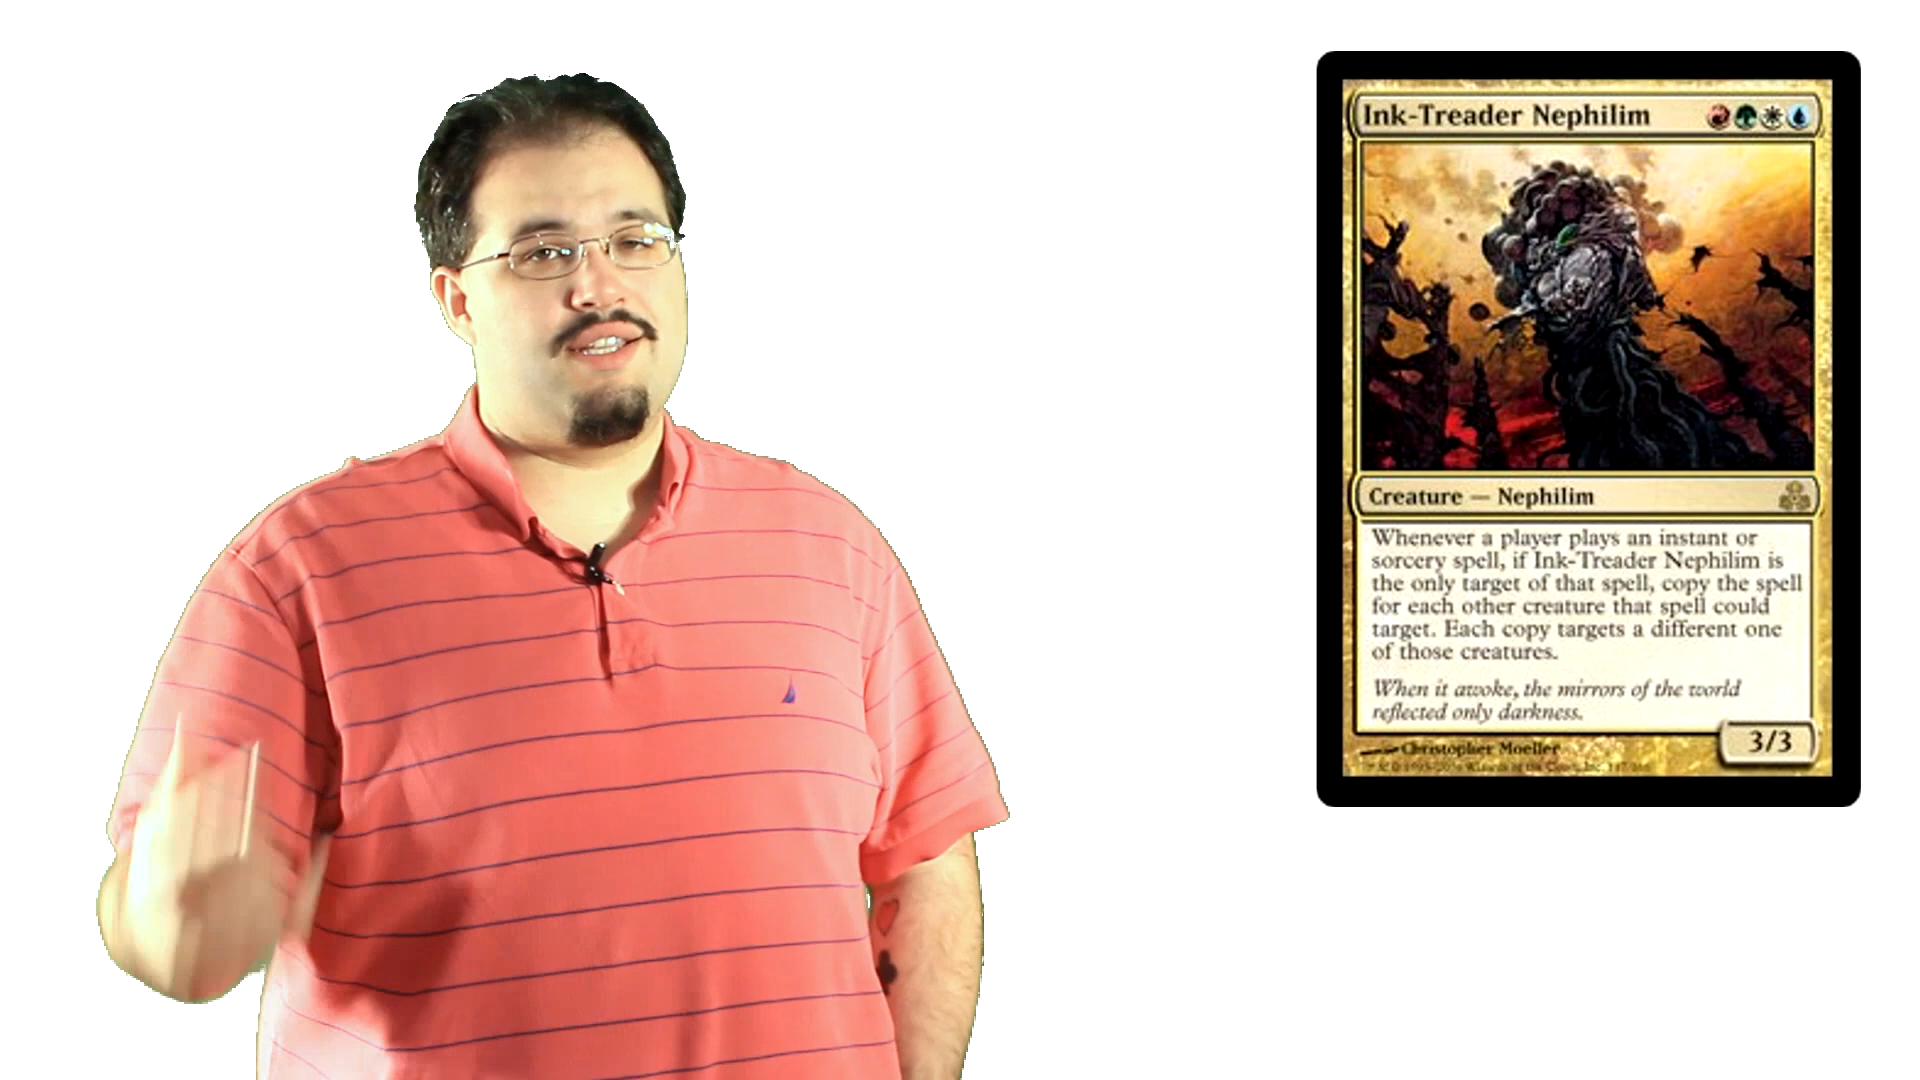 Ink-Treader Nephilim
Creature — Nephilim
Whenever a player plays an instant or
sorcery spell, if Ink-Treader Nephilim is
the only target of that spell, copy the spell
for each other creature that spell could
target. Each copy targets a different one
of those creatures.
When it awoke, the mirrors of the world
reflected only darkness.
Christopher Moeller
3/3